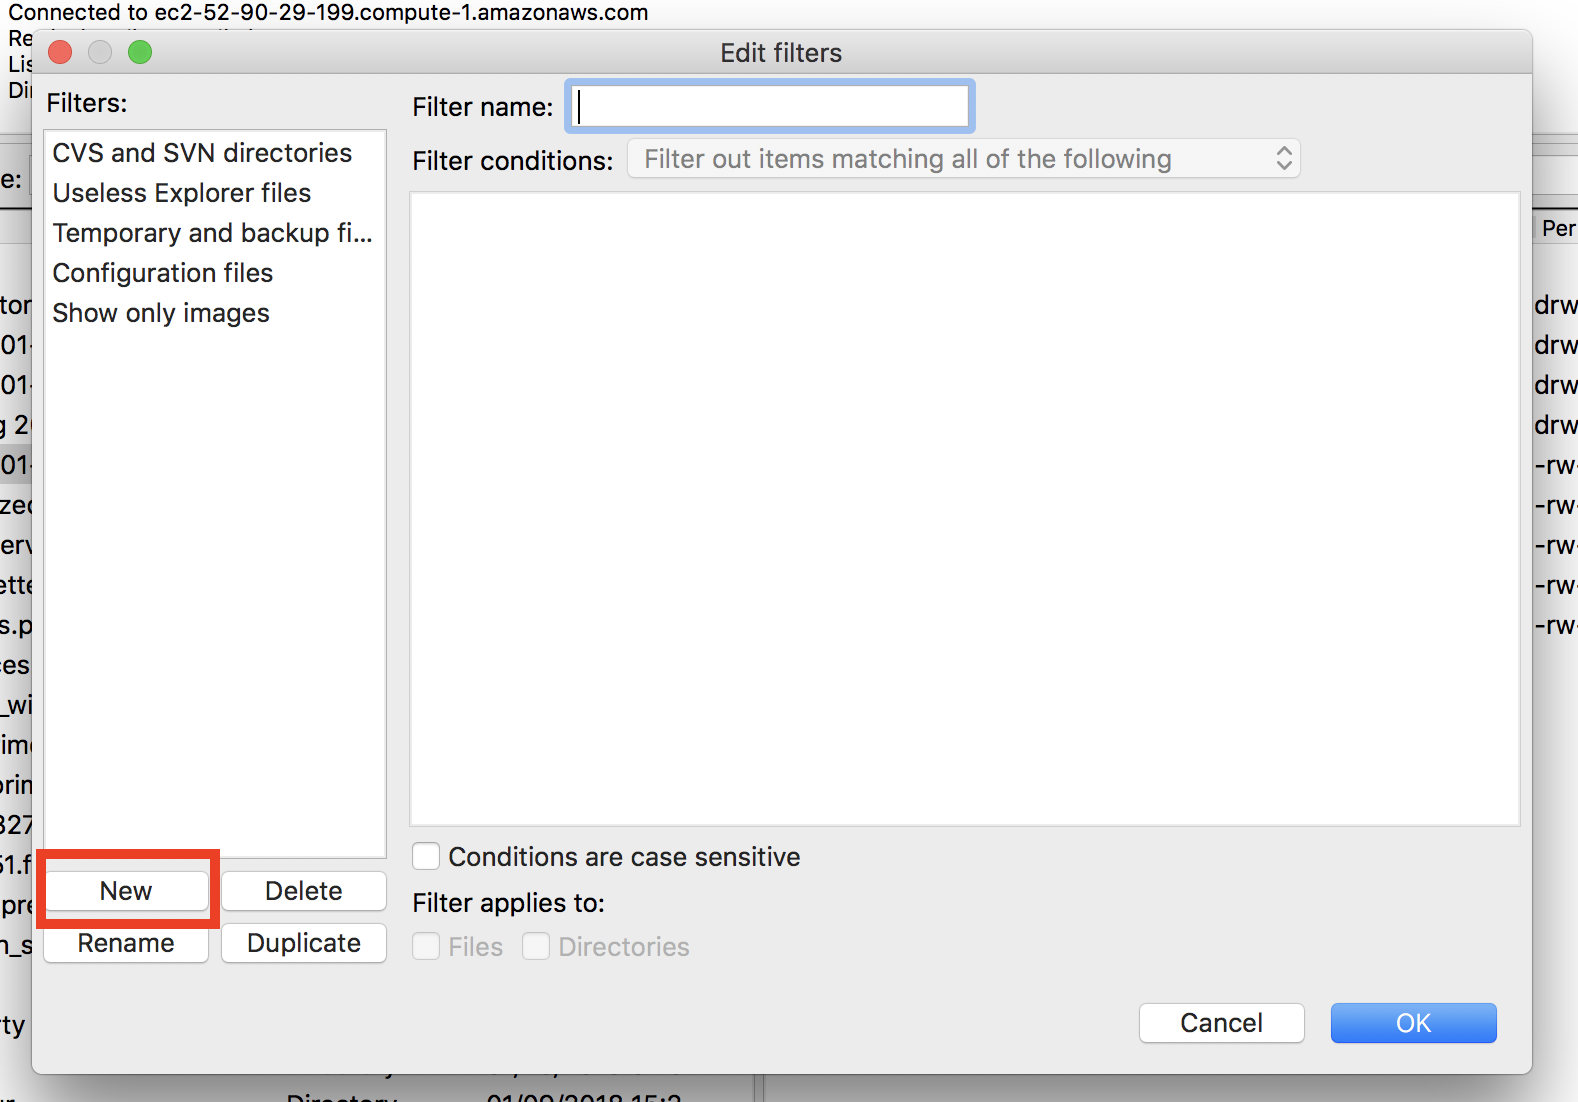 Connected to ec2-52-90-29-199.compute-1.amazonaws.com
Edit filters
Filters:
CVS and SVN directories
Useless Explorer files
Temporary and backup fi...
Configuration files
Show only images
New
Delete
Rename
Duplicate
Filter name:
Filter conditions:
Filter out items matching all of the following
Conditions are case sensitive
Filter applies to:
Files
Directories
Cancel
OK
e:
Per
drw
drw
drw
drw
-rw-
-rw-
-rw-
-rw-
-rw-